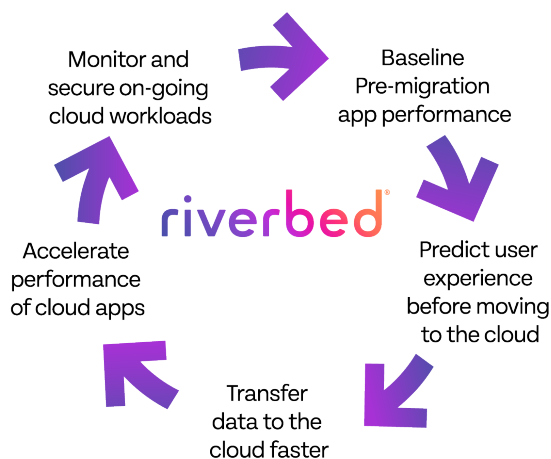 Monitor and
secure on-going
cloud workloads
Baseline
Pre-migration
app performance
riverbed®
Predict user
experience
before moving
to the cloud
Transfer
data to the
cloud faster
Accelerate
performance
of cloud apps